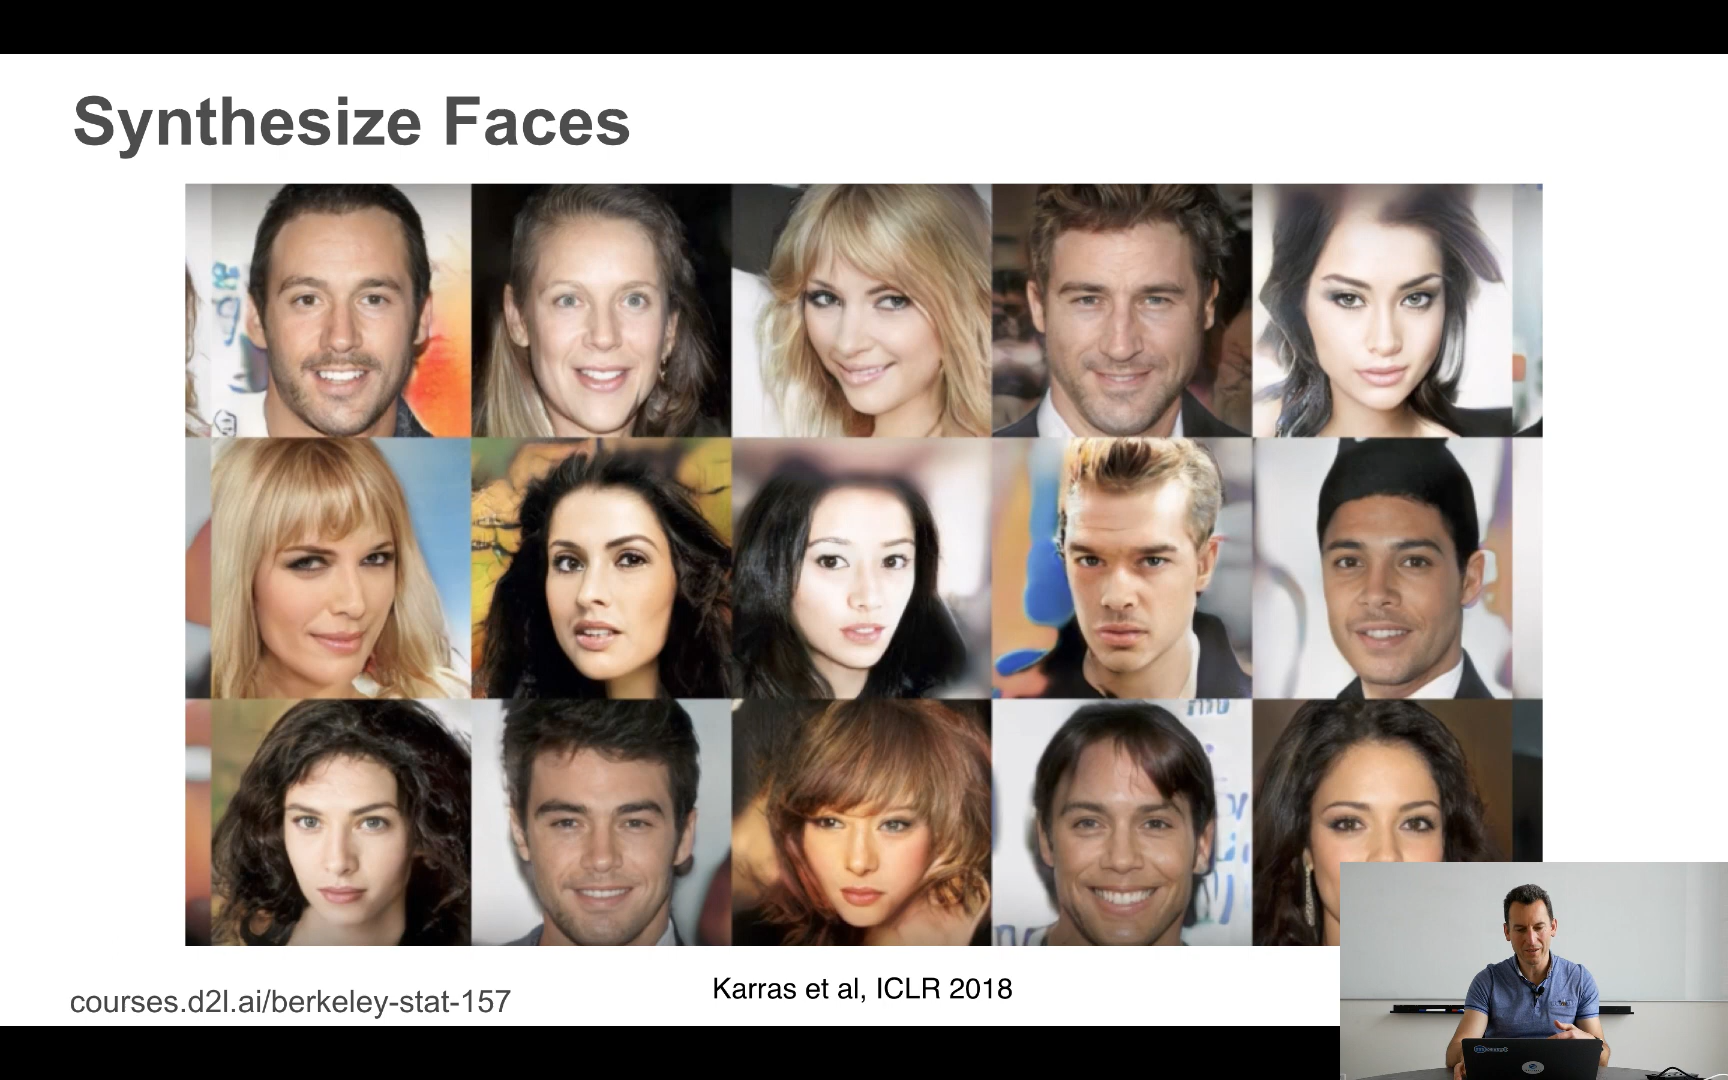 Synthesize Faces
Karras et al, ICLR 2018
courses.d2l.ai/berkeley-stat-157